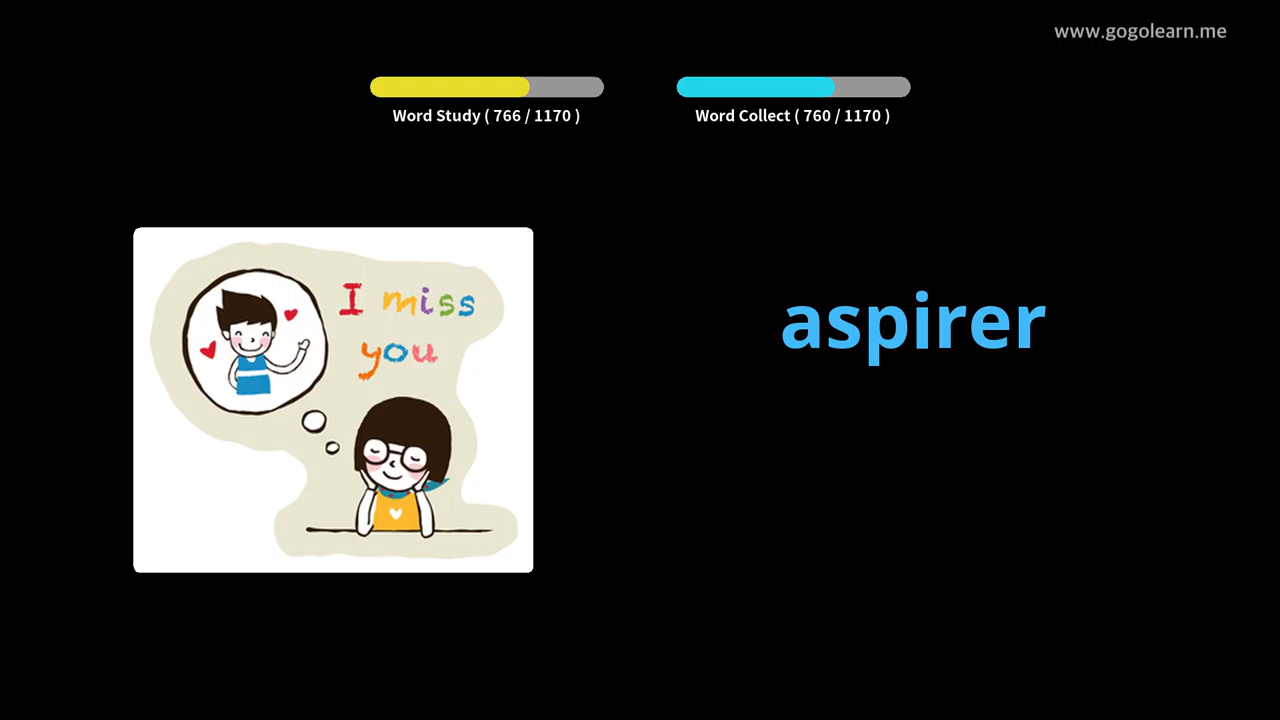 www.gogolearn.me
Word Study ( 766 / 1170 )
Word Collect ( 760 / 1170 )
I miss
you
aspirer